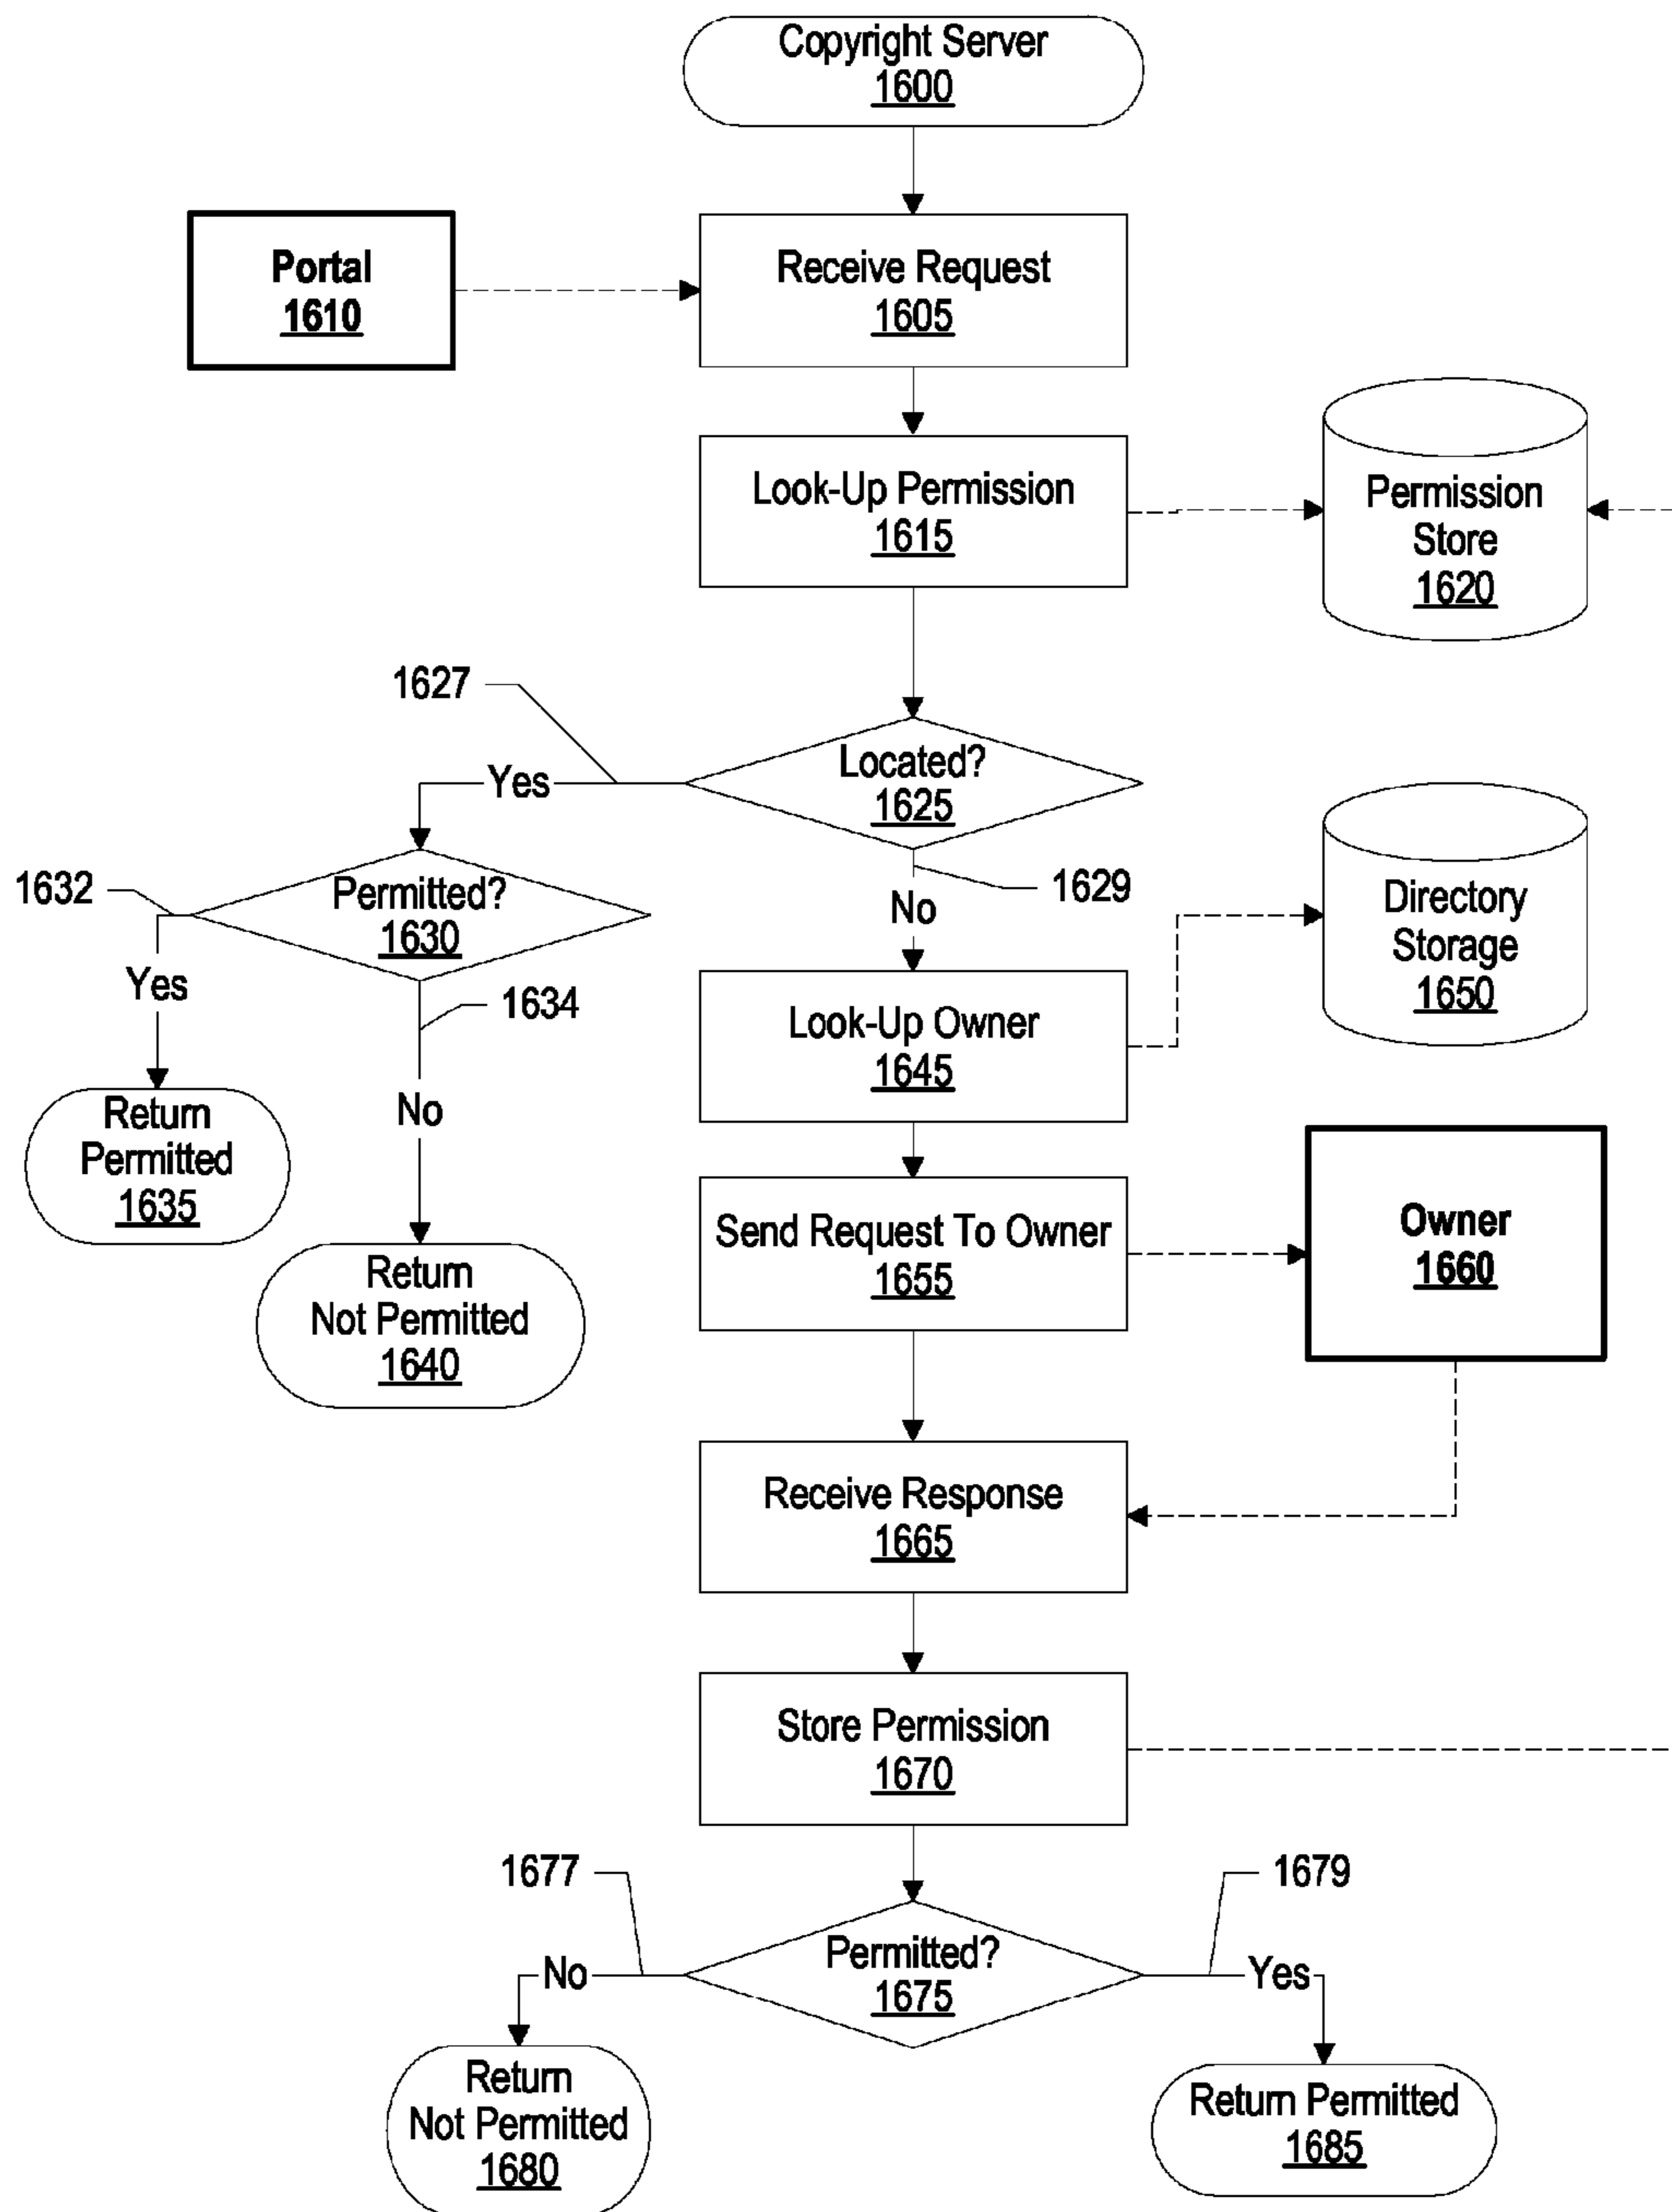 Copyright Server
1600
Portal
1610
Receive Request
1605
Look-Up Permission
1615
Permission
Store
1620
1627
Located?
1625
Yes
1629
No
1632
Permitted?
1630
Yes
1634
No
Directory
Storage
1650
Look-Up Owner
1645
Return
Permitted
1635
Return
Not Permitted
1640
Send Request To Owner
1655
Owner
1660
Receive Response
1665
Store Permission
1670
1677
1679
Permitted?
1675
No
Yes
Return
Not Permitted
1680
Return Permitted
1685